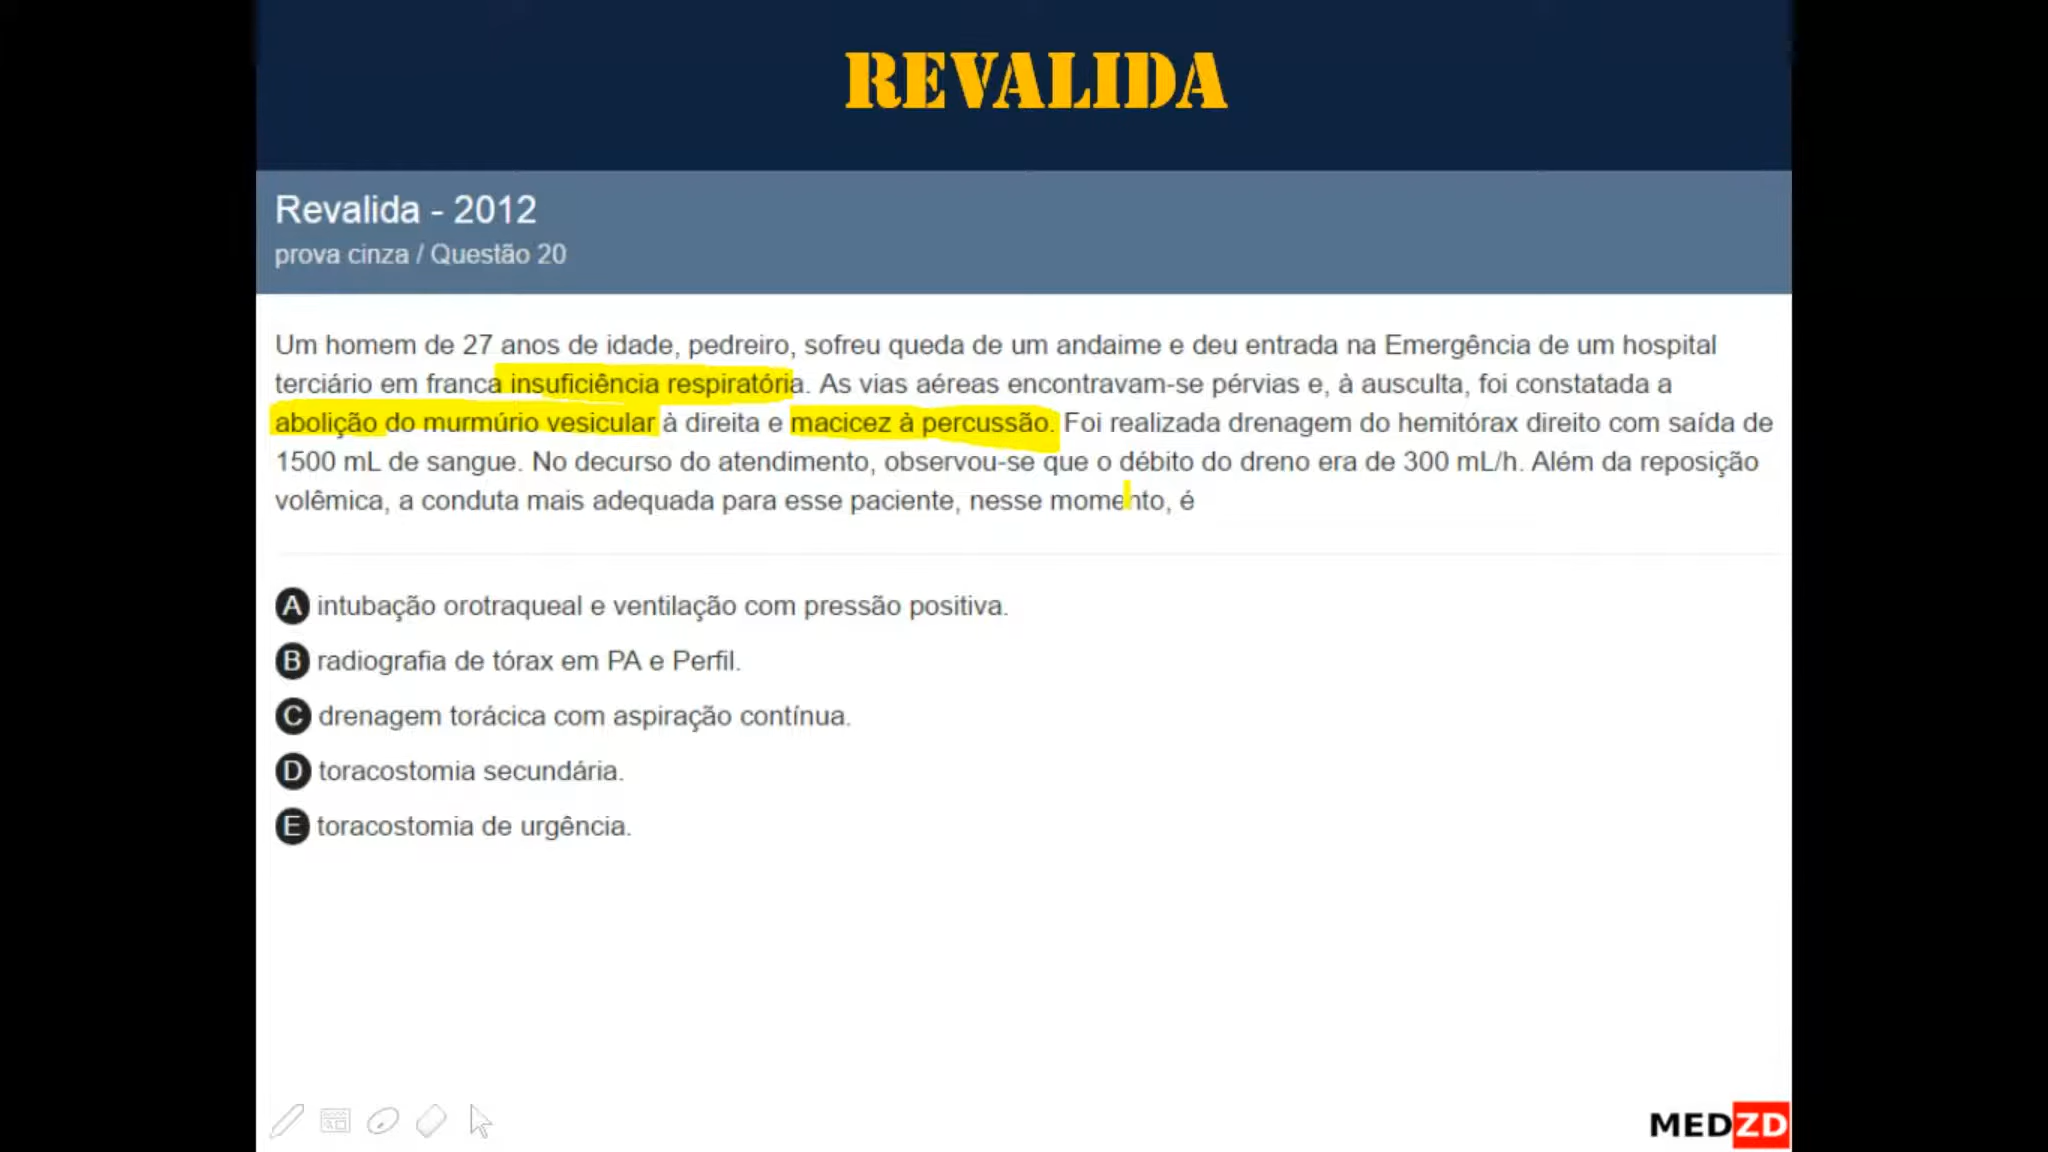 REVALIDA
Revalida - 2012
prova cinza / Questão 20
Um homem de 27 anos de idade, pedreiro, sofreu queda de um andaime e deu entrada na Emergência de um hospital
terciário em franca insuficiência respiratória. As vias aéreas encontravam-se pérvias e, à ausculta, foi constatada a
abolição do murmúrio vesicular à direita e macicez à percussão. Foi realizada drenagem do hemitórax direito com saída de
1500 mL de sangue. No decurso do atendimento, observou-se que o débito do dreno era de 300 mL/h. Além da reposição
volêmica, a conduta mais adequada para esse paciente, nesse momento, é
A intubação orotraqueal e ventilação com pressão positiva.
B radiografia de tórax em PA e Perfil.
C drenagem torácica com aspiração contínua.
D toracostomia secundária.
E toracostomia de urgência.
MEDZD